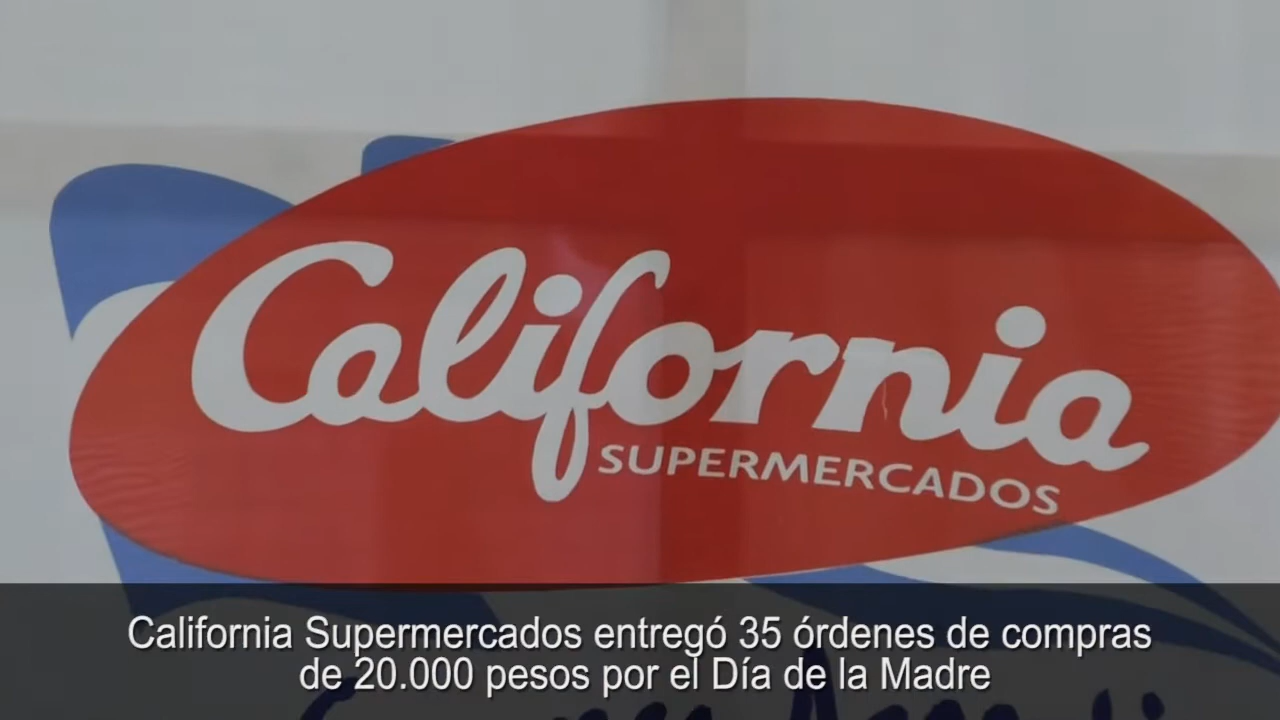 California
SUPERMERCADOS
California Supermercados entregó 35 órdenes de compras
de 20.000 pesos por el Día de la Madre